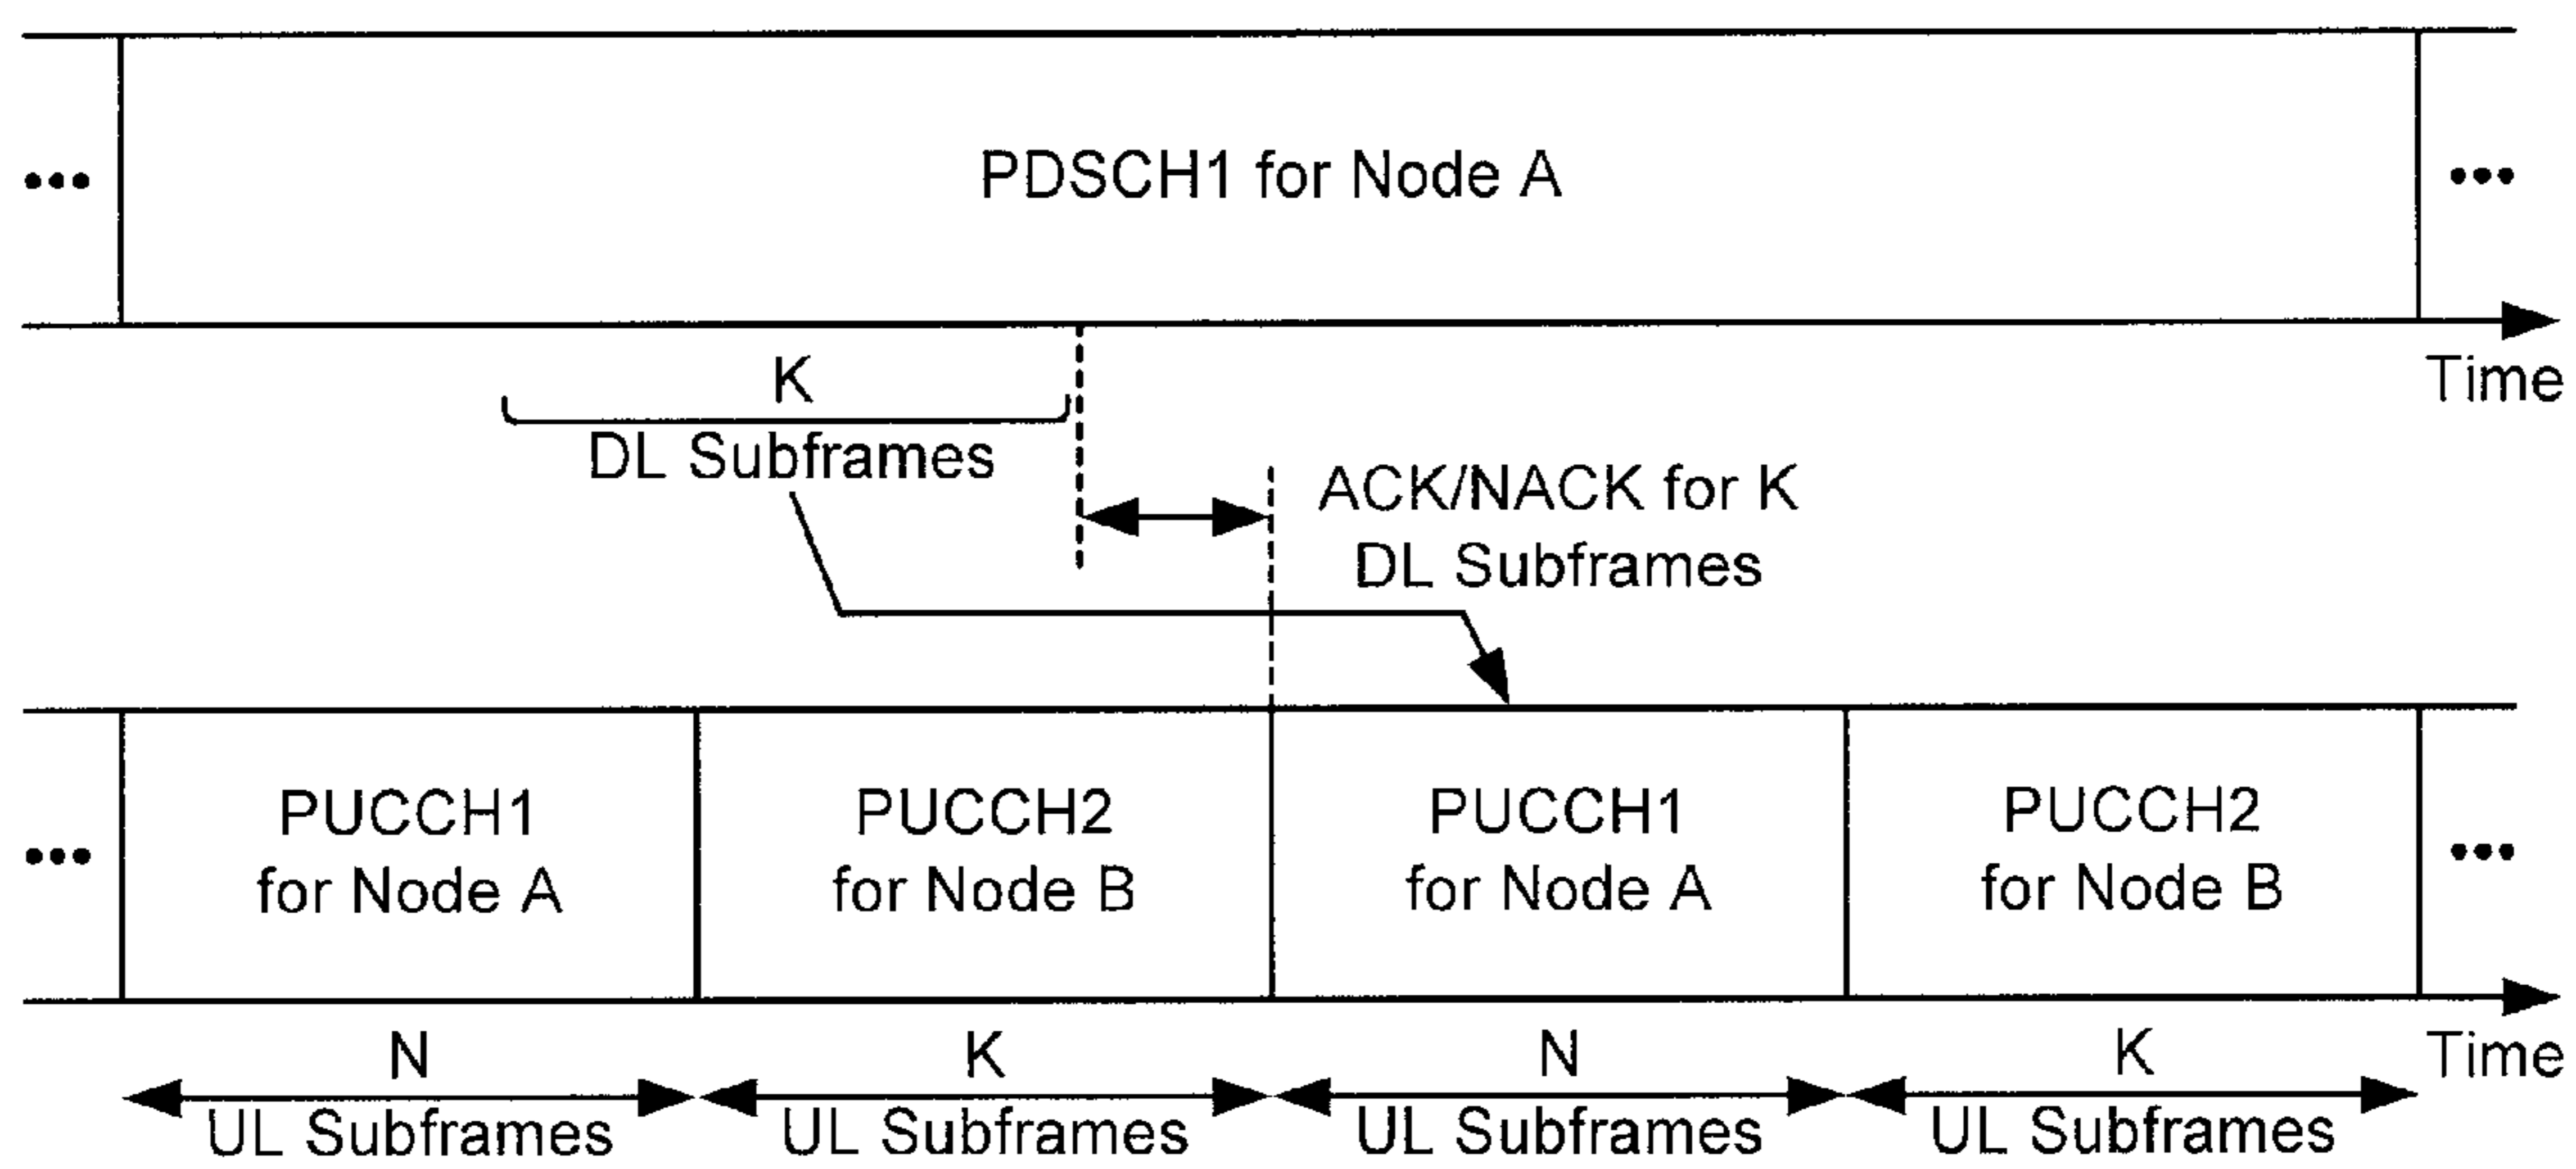 ••• PDSCH1 for Node A •••
Time
K
DL Subframes
ACK/NACK for K
DL Subframes
PUCCH1
for Node A
PUCCH2
for Node B
PUCCH1
for Node A
PUCCH2
for Node B
••• •••
Time
N
UL Subframes
K
UL Subframes
N
UL Subframes
K
UL Subframes